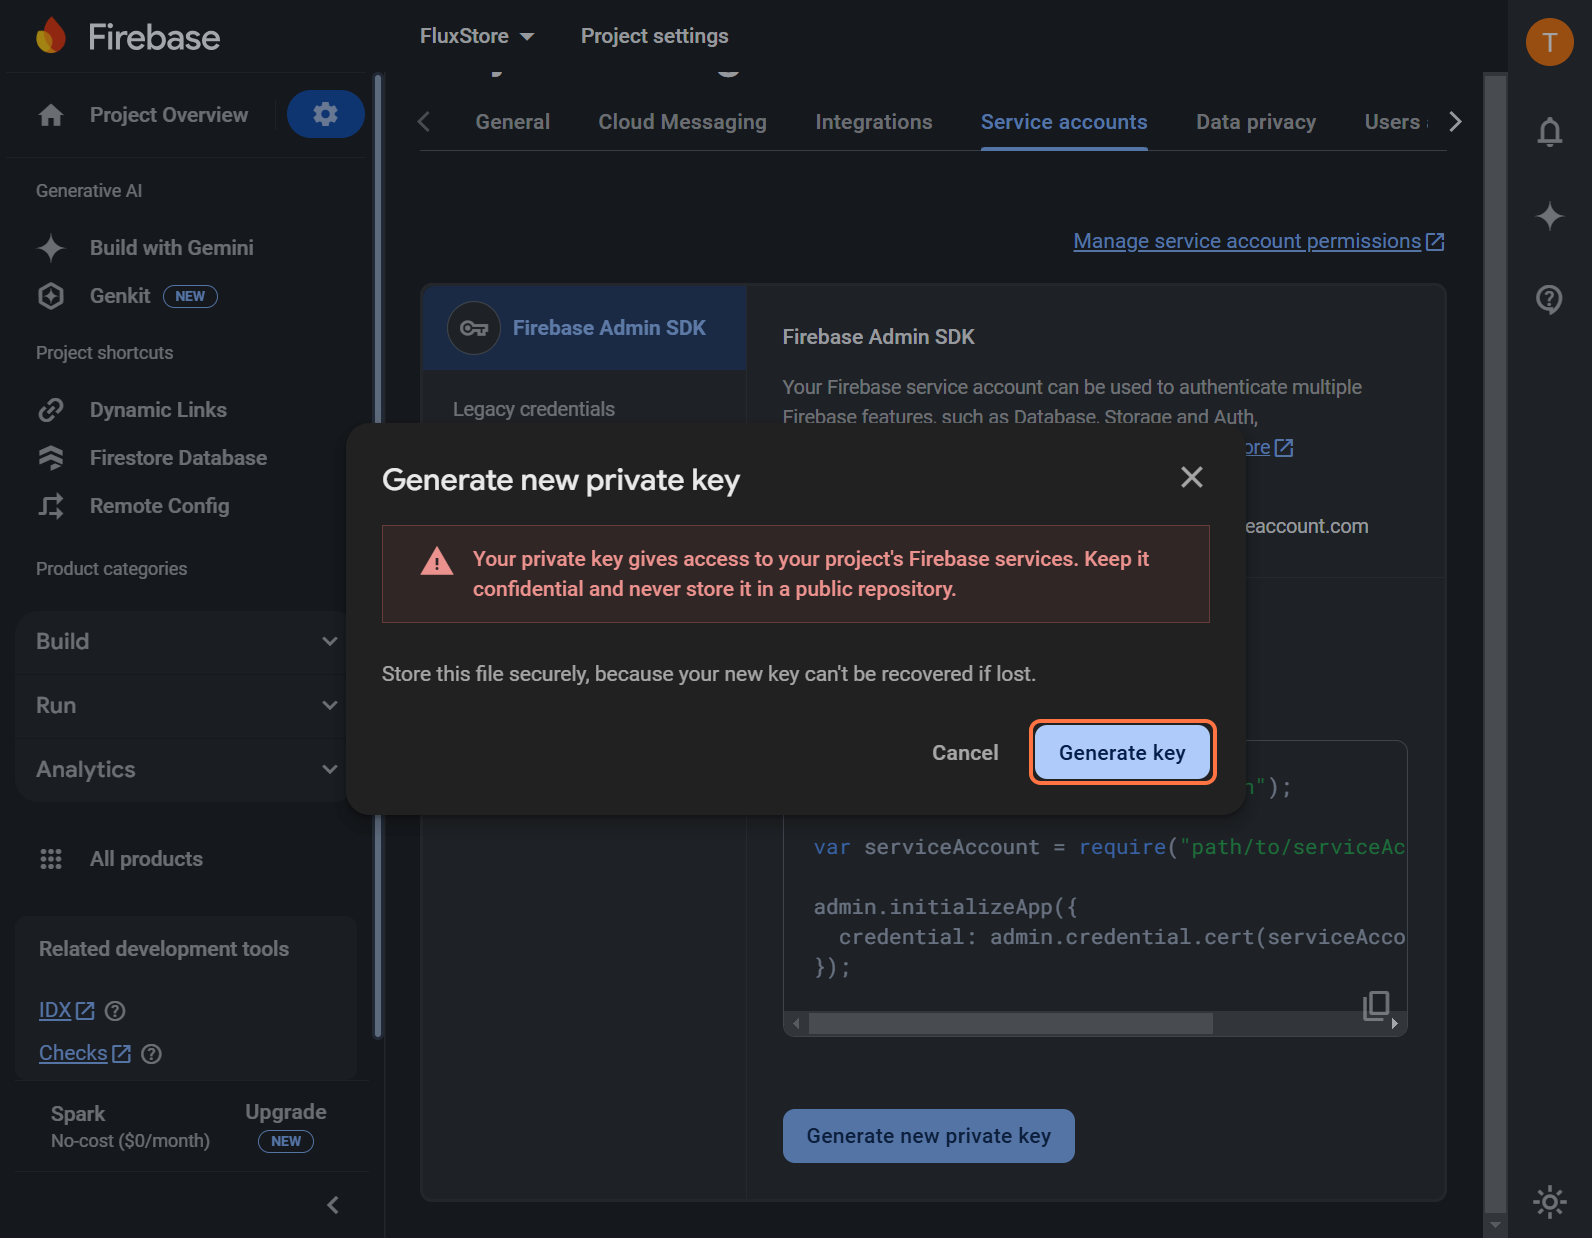 Firebase
FluxStore
Project settings
T
Project Overview
General
Cloud Messaging
Integrations
Service accounts
Data privacy
Users
Generative AI
Build with Gemini
Genkit NEW
Project shortcuts
Dynamic Links
Firestore Database
Remote Config
Product categories
Build
Run
Analytics
All products
Related development tools
IDX
Checks
Spark
No-cost ($0/month)
Upgrade
NEW
Manage service account permissions
Firebase Admin SDK
Legacy credentials
Firebase Admin SDK
Your Firebase service account can be used to authenticate multiple
Firebase features, such as Database, Storage and Auth,
ore
eaccount.com
Generate new private key
Your private key gives access to your project's Firebase services. Keep it
confidential and never store it in a public repository.
Store this file securely, because your new key can't be recovered if lost.
Cancel
Generate key
n");
var serviceAccount = require("path/to/serviceAc
admin.initializeApp({
credential: admin.credential.cert(serviceAcco
});
Generate new private key